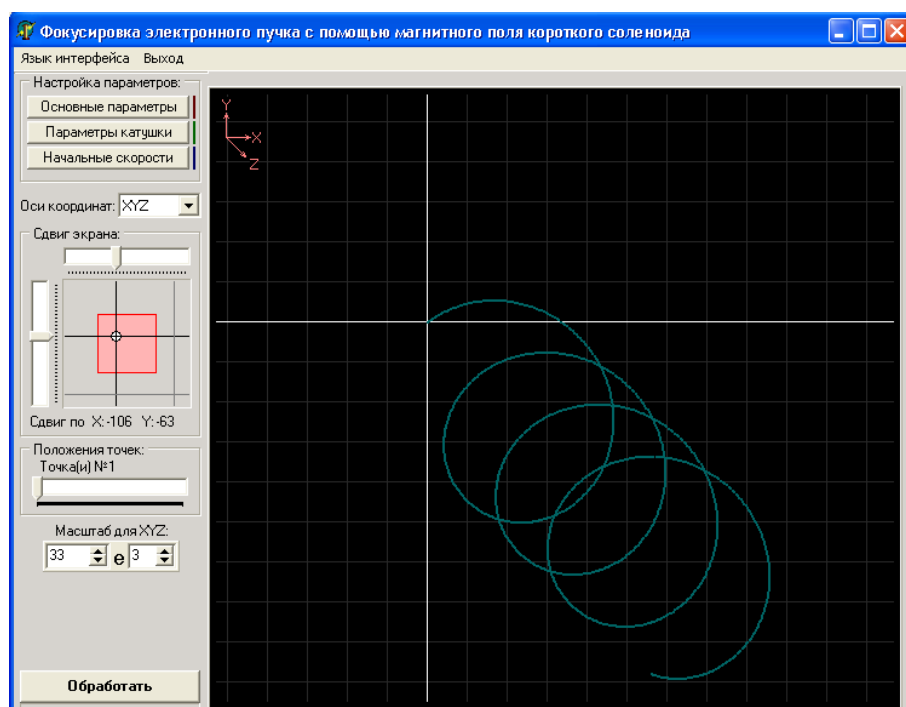 Фокусировка электронного пучка с помощью магнитного поля короткого соленоида
Язык интерфейса Выход
Настройка параметров:
Основные параметры
Параметры катушки
Начальные скорости
Оси координат: XYZ
Сдвиг экрана:
Сдвиг по X:-106 Y:-63
Положения точек:
Точка(и) №1
Масштаб для XYZ:
33 e 3
Обработать
Y
X
Z